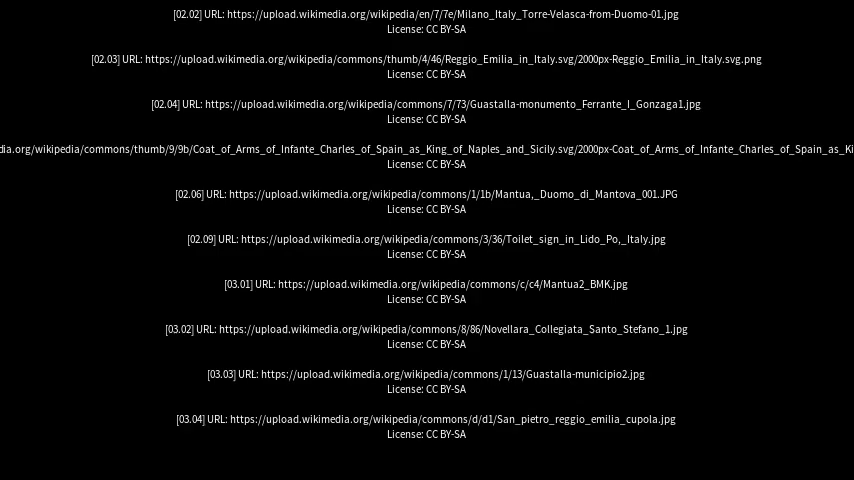 [02.02] URL: https://upload.wikimedia.org/wikipedia/en/7/7e/Milano_Italy_Torre-Velasca-from-Duomo-01.jpg
License: CC BY-SA
[02.03] URL: https://upload.wikimedia.org/wikipedia/commons/thumb/4/46/Reggio_Emilia_in_Italy.svg/2000px-Reggio_Emilia_in_Italy.svg.png
License: CC BY-SA
[02.04] URL: https://upload.wikimedia.org/wikipedia/commons/7/73/Guastalla-monumento_Ferrante_I_Gonzaga1.jpg
License: CC BY-SA
dia.org/wikipedia/commons/thumb/9/9b/Coat_of_Arms_of_Infante_Charles_of_Spain_as_King_of_Naples_and_Sicily.svg/2000px-Coat_of_Arms_of_Infante_Charles_of_Spain_as_Ki
License: CC BY-SA
[02.06] URL: https://upload.wikimedia.org/wikipedia/commons/1/1b/Mantua,_Duomo_di_Mantova_001.JPG
License: CC BY-SA
[02.09] URL: https://upload.wikimedia.org/wikipedia/commons/3/36/Toilet_sign_in_Lido_Po,_Italy.jpg
License: CC BY-SA
[03.01] URL: https://upload.wikimedia.org/wikipedia/commons/c/c4/Mantua2_BMK.jpg
License: CC BY-SA
[03.02] URL: https://upload.wikimedia.org/wikipedia/commons/8/86/Novellara_Collegiata_Santo_Stefano_1.jpg
License: CC BY-SA
[03.03] URL: https://upload.wikimedia.org/wikipedia/commons/1/13/Guastalla-municipio2.jpg
License: CC BY-SA
[03.04] URL: https://upload.wikimedia.org/wikipedia/commons/d/d1/San_pietro_reggio_emilia_cupola.jpg
License: CC BY-SA